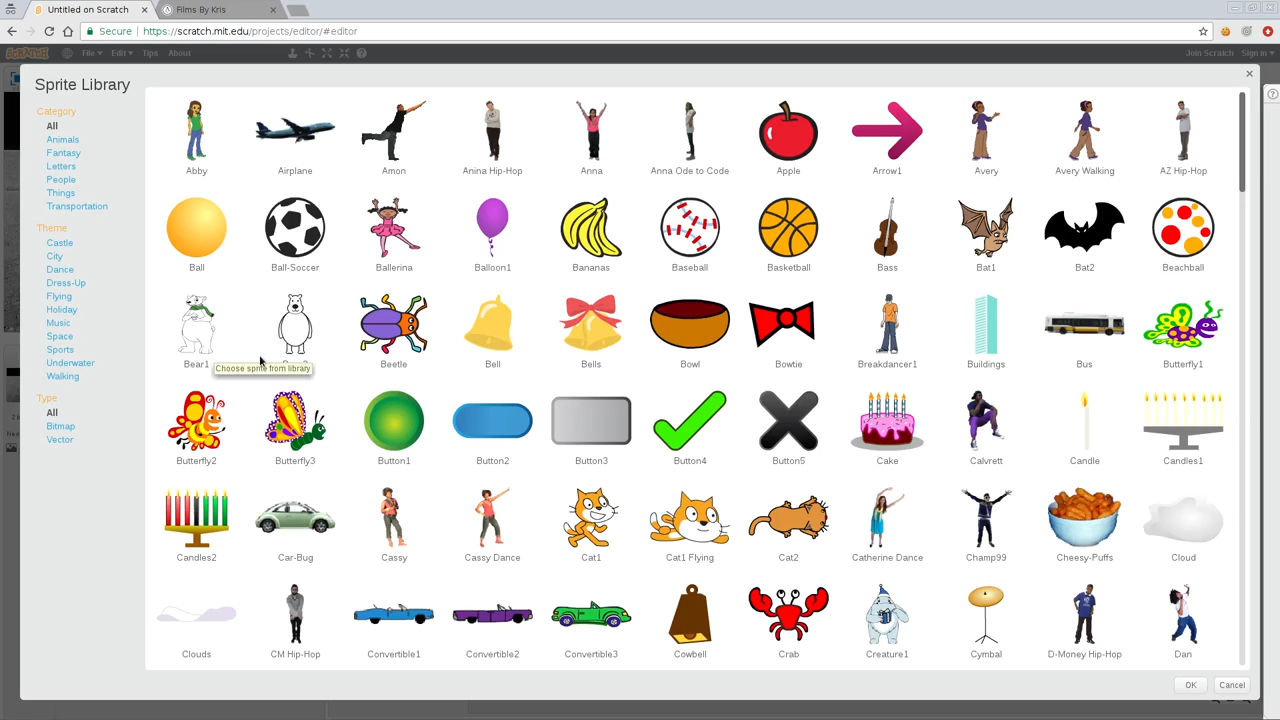 Untitled on Scratch
Films By Kris
Secure
https://scratch.mit.edu/projects/editor/#editor
SCRATCH
File
Edit
Tips
About
Join Scratch
Sign in
Sprite Library
Category
All
Animals
Fantasy
Letters
People
Things
Transportation
Theme
Castle
City
Dance
Dress-Up
Flying
Holiday
Music
Space
Sports
Underwater
Walking
Type
All
Bitmap
Vector
Abby
Airplane
Amon
Anina Hip-Hop
Anna
Anna Ode to Code
Apple
Arrow1
Avery
Avery Walking
AZ Hip-Hop
Ball
Ball-Soccer
Ballerina
Balloon1
Bananas
Baseball
Basketball
Bass
Bat1
Bat2
Beachball
Bear1
Choose sprite from library
Beetle
Bell
Bells
Bowl
Bowtie
Breakdancer1
Buildings
Bus
Butterfly1
Butterfly2
Butterfly3
Button1
Button2
Button3
Button4
Button5
Cake
Calvrett
Candle
Candles1
Candles2
Car-Bug
Cassy
Cassy Dance
Cat1
Cat1 Flying
Cat2
Catherine Dance
Champ99
Cheesy-Puffs
Cloud
Clouds
CM Hip-Hop
Convertible1
Convertible2
Convertible3
Cowbell
Crab
Creature1
Cymbal
D-Money Hip-Hop
Dan
OK
Cancel